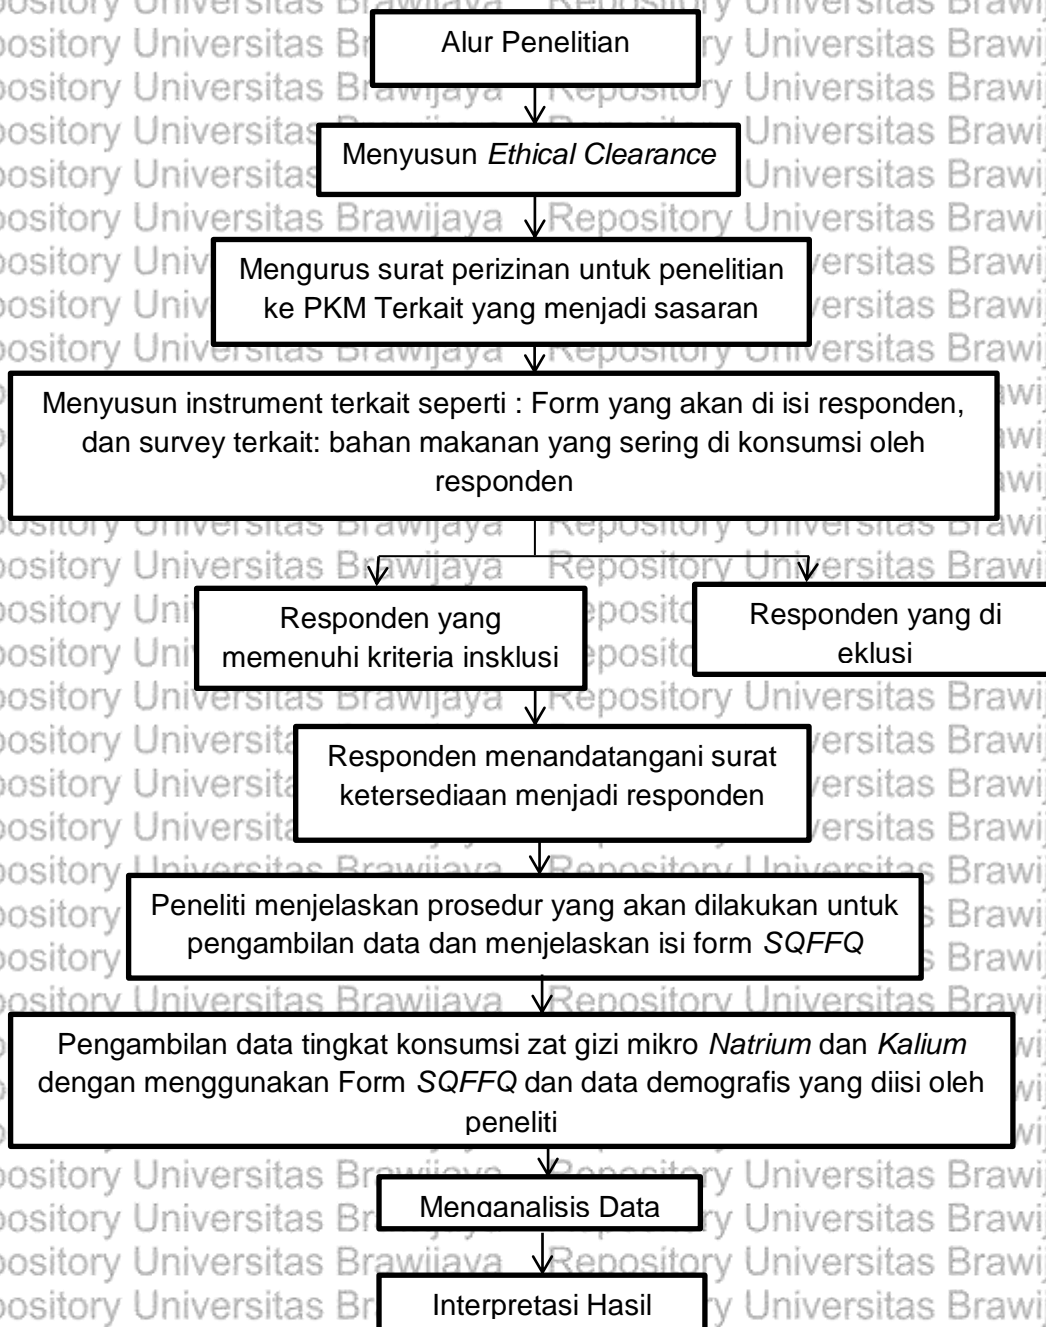 Alur Penelitian
Menyusun Ethical Clearance
Mengurus surat perizinan untuk penelitian
ke PKM Terkait yang menjadi sasaran
Menyusun instrument terkait seperti : Form yang akan di isi responden,
dan survey terkait: bahan makanan yang sering di konsumsi oleh
responden
Responden yang
memenuhi kriteria insklusi
Responden yang di
eklusi
Responden menandatangani surat
ketersediaan menjadi responden
Peneliti menjelaskan prosedur yang akan dilakukan untuk
pengambilan data dan menjelaskan isi form SQFFQ
Pengambilan data tingkat konsumsi zat gizi mikro Natrium dan Kalium
dengan menggunakan Form SQFFQ dan data demografis yang diisi oleh
peneliti
Menganalisis Data
Interpretasi Hasil